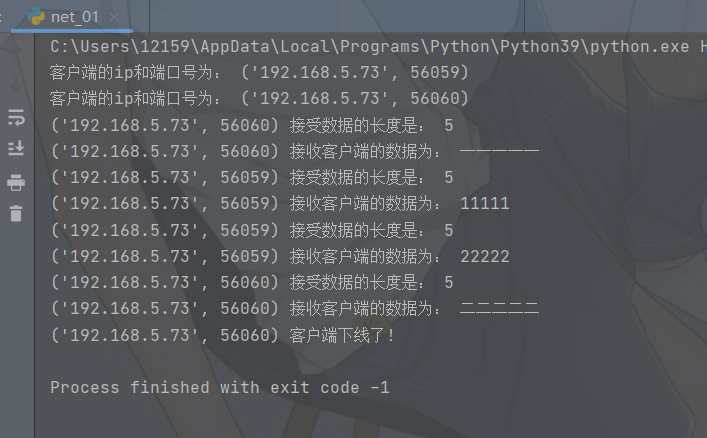 net_01
C:\Users\12159\AppData\Local\Programs\Python\Python39\python.exe H
客户端的ip和端口号为： ('192.168.5.73', 56059)
客户端的ip和端口号为： ('192.168.5.73', 56060)
('192.168.5.73', 56060) 接受数据的长度是： 5
('192.168.5.73', 56060) 接收客户端的数据为： 一一一一一
('192.168.5.73', 56059) 接受数据的长度是： 5
('192.168.5.73', 56059) 接收客户端的数据为： 11111
('192.168.5.73', 56059) 接受数据的长度是： 5
('192.168.5.73', 56059) 接收客户端的数据为： 22222
('192.168.5.73', 56060) 接受数据的长度是： 5
('192.168.5.73', 56060) 接收客户端的数据为： 二二二二二
('192.168.5.73', 56060) 客户端下线了！
Process finished with exit code -1